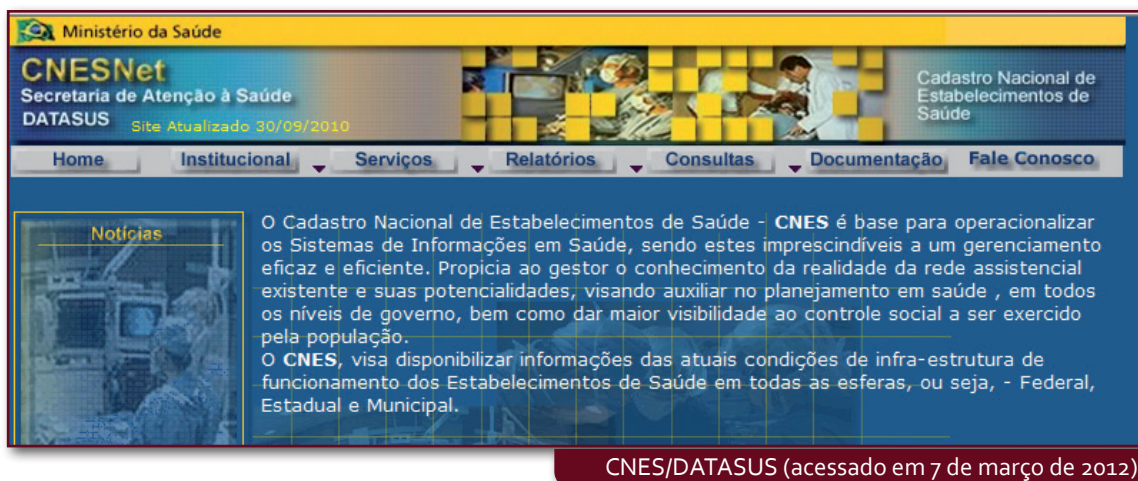 Ministério da Saúde
CNESNet
Secretaria de Atenção à Saúde
DATASUS Site Atualizado 30/09/2010
Cadastro Nacional de
Estabelecimentos de
Saúde
Home Institucional Serviços Relatórios Consultas Documentação Fale Conosco
Notícias
O Cadastro Nacional de Estabelecimentos de Saúde - CNES é base para operacionalizar
os Sistemas de Informações em Saúde, sendo estes imprescindíveis a um gerenciamento
eficaz e eficiente. Propicia ao gestor o conhecimento da realidade da rede assistencial
existente e suas potencialidades, visando auxiliar no planejamento em saúde , em todos
os níveis de governo, bem como dar maior visibilidade ao controle social a ser exercido
pela população.
O CNES, visa disponibilizar informações das atuais condições de infra-estrutura de
funcionamento dos Estabelecimentos de Saúde em todas as esferas, ou seja, - Federal,
Estadual e Municipal.
CNES/DATASUS (acessado em 7 de março de 2012)